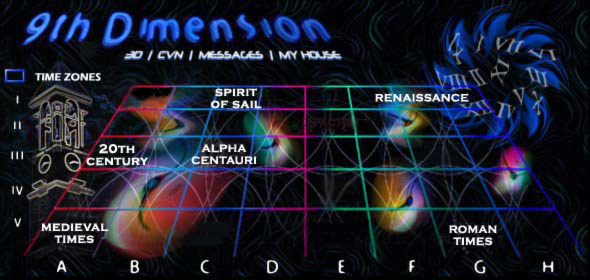 9th Dimension
3D | CVN | MESSAGES | MY HOUSE
TIME ZONES
I
SPIRIT
OF SAIL
RENAISSANCE
II
III
20TH
CENTURY
ALPHA
CENTAURI
IV
V
MEDIEVAL
TIMES
ROMAN
TIMES
A B C D E F G H